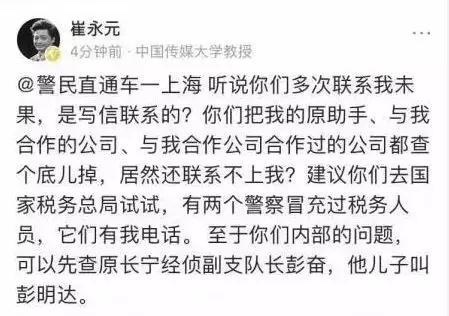 崔永元
4分钟前 · 中国传媒大学教授
@警民直通车一上海 听说你们多次联系我未
果，是写信联系的？你们把我的原助手、与我
合作的公司、与我合作公司合作过的公司都查
个底儿掉，居然还联系不上我？建议你们去国
家税务总局试试，有两个警察冒充过税务人
员，它们有我电话。 至于你们内部的问题，
可以先查原长宁经侦副支队长彭奋，他儿子叫
彭明达。